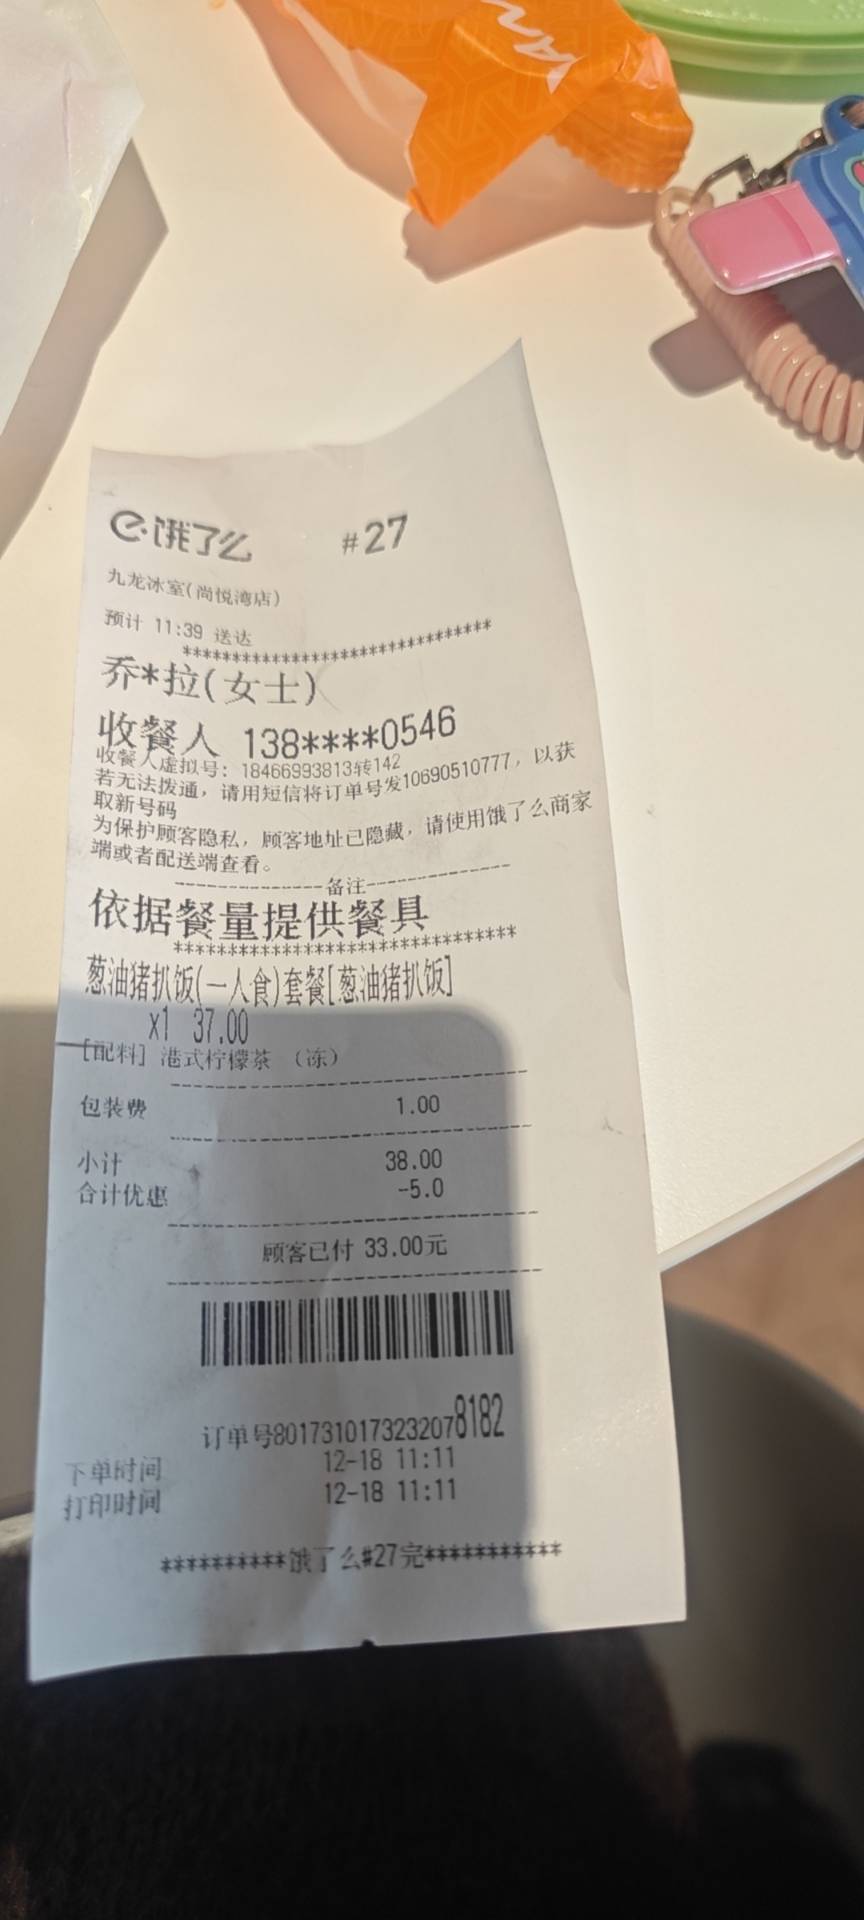 AN
饿了么 #27
九龙冰室(尚悦湾店)
预计 11:39 送达
*******************************
乔*拉(女士)
收餐人 138****0546
收餐人虚拟号: 18466993813转142
若无法拨通，请用短信将订单号发10690510777，以获
取新号码
为保护顾客隐私，顾客地址已隐藏，请使用饿了么商家
端或者配送端查看。
---------------备注---------------
依据餐量提供餐具
*******************************
葱油猪扒饭(一人食)套餐[葱油猪扒饭]
x1 37.00
[配料] 港式柠檬茶 （冻）
包装费 1.00
小计 38.00
合计优惠 -5.0
顾客已付 33.00元
订单号8017310173232078182
下单时间 12-18 11:11
打印时间 12-18 11:11
**********饿了么#27完***********